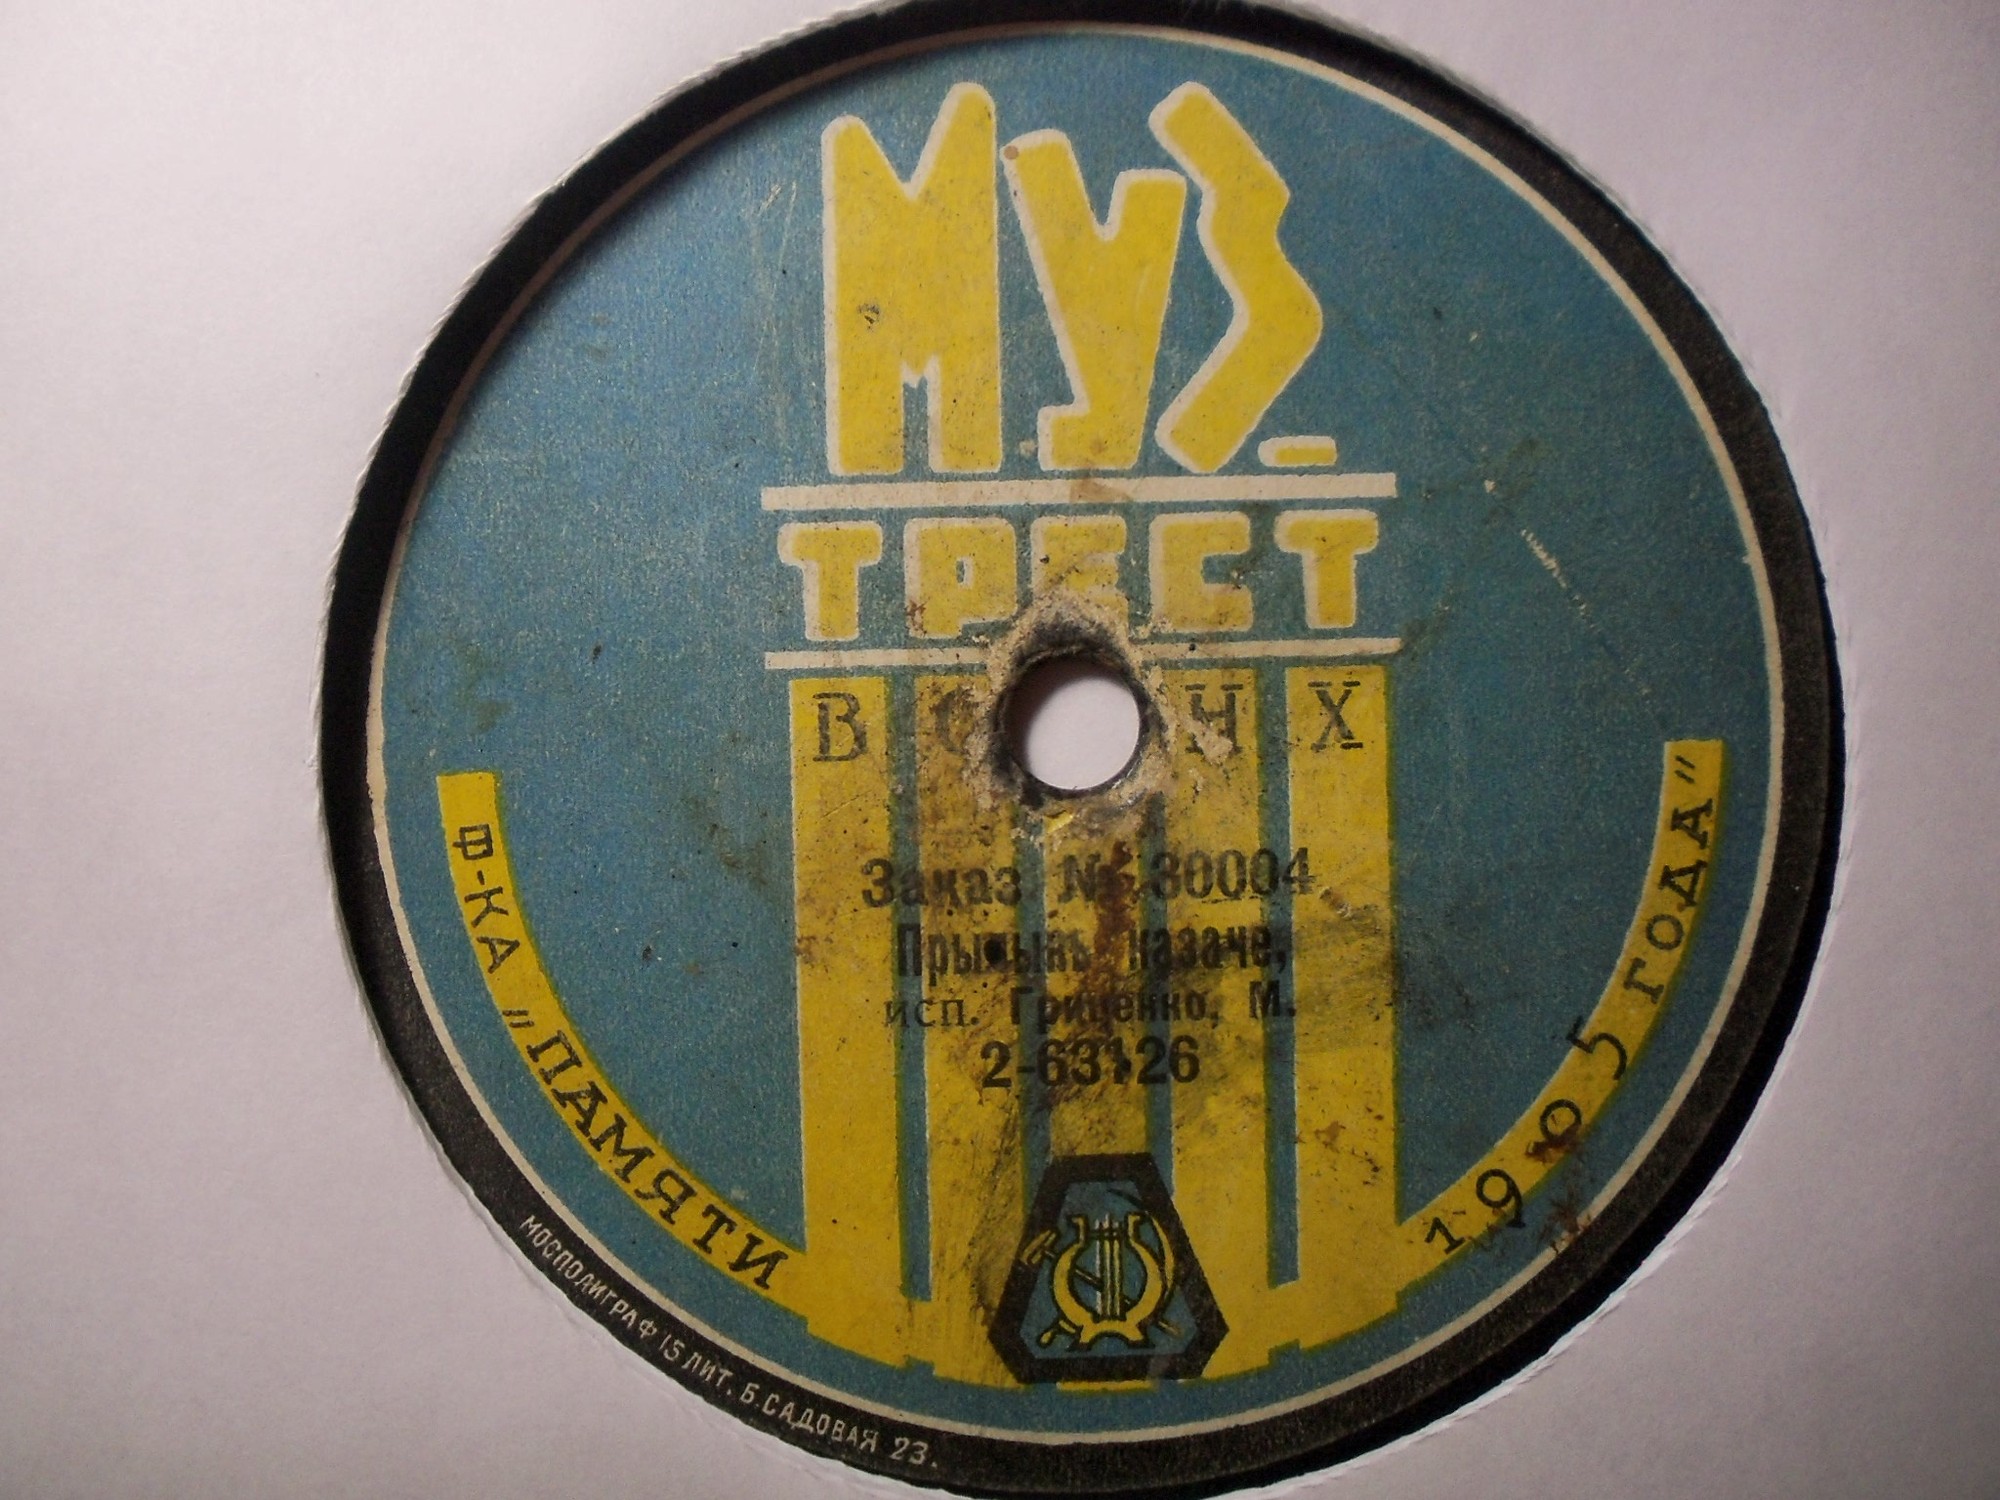 МУЗ-
ТРЕСТ
В С Н Х
Заказ № 30004
казаче,
исп. Гриценко, М.
2-63126
Ф-КА „ПАМЯТИ 1905 ГОДА"
МОСПОЛИГРАФ 15 ЛИТ. Б. САДОВАЯ 23.